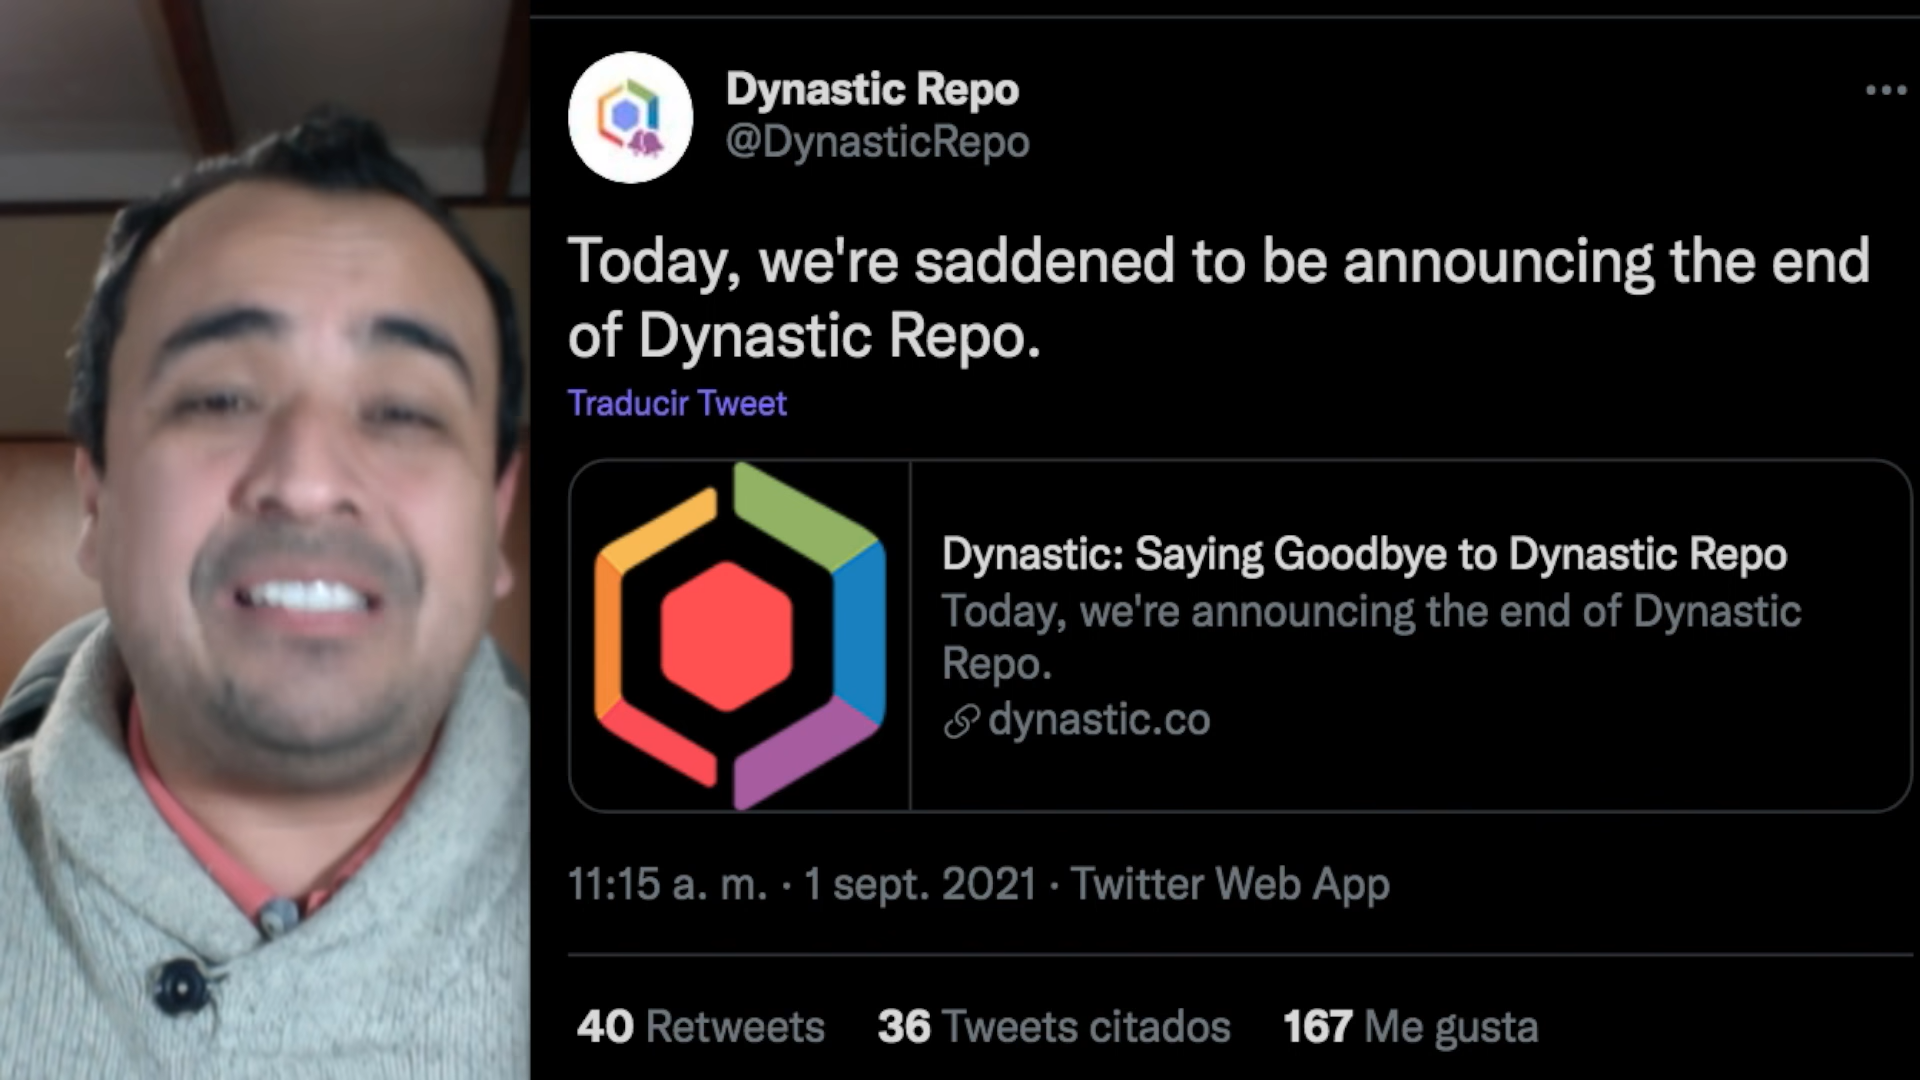 Dynastic Repo
@DynasticRepo
Today, we're saddened to be announcing the end
of Dynastic Repo.
Traducir Tweet
Dynastic: Saying Goodbye to Dynastic Repo
Today, we're announcing the end of Dynastic
Repo.
dynastic.co
11:15 a. m. · 1 sept. 2021 · Twitter Web App
40 Retweets 36 Tweets citados 167 Me gusta